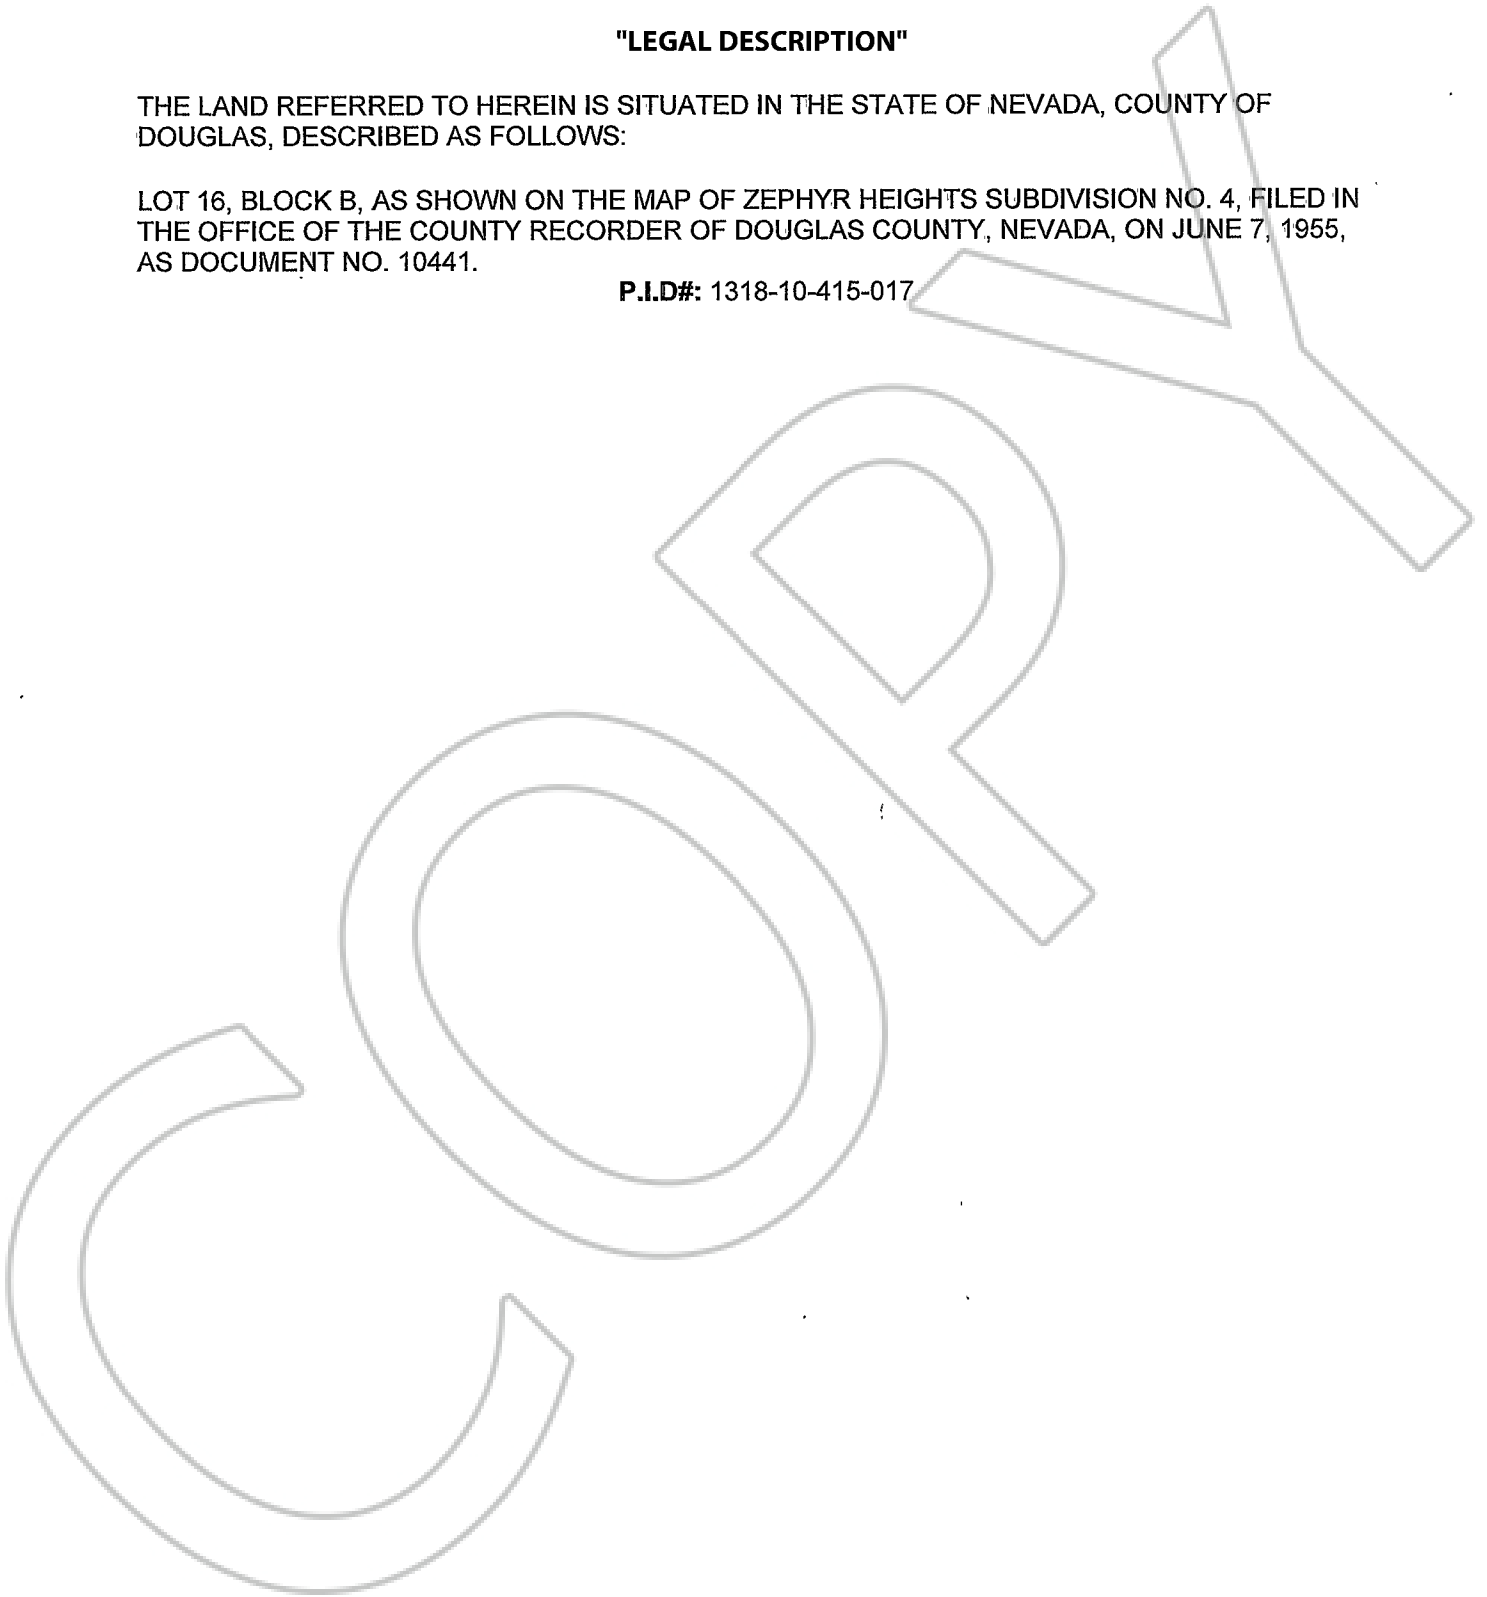 "LEGAL DESCRIPTION"
THE LAND REFERRED TO HEREIN IS SITUATED IN THE STATE OF NEVADA, COUNTY OF
DOUGLAS, DESCRIBED AS FOLLOWS:
LOT 16, BLOCK B, AS SHOWN ON THE MAP OF ZEPHYR HEIGHTS SUBDIVISION NO. 4, FILED IN
THE OFFICE OF THE COUNTY RECORDER OF DOUGLAS COUNTY, NEVADA, ON JUNE 7, 1955,
AS DOCUMENT NO. 10441.
P.I.D#: 1318-10-415-017
COPY